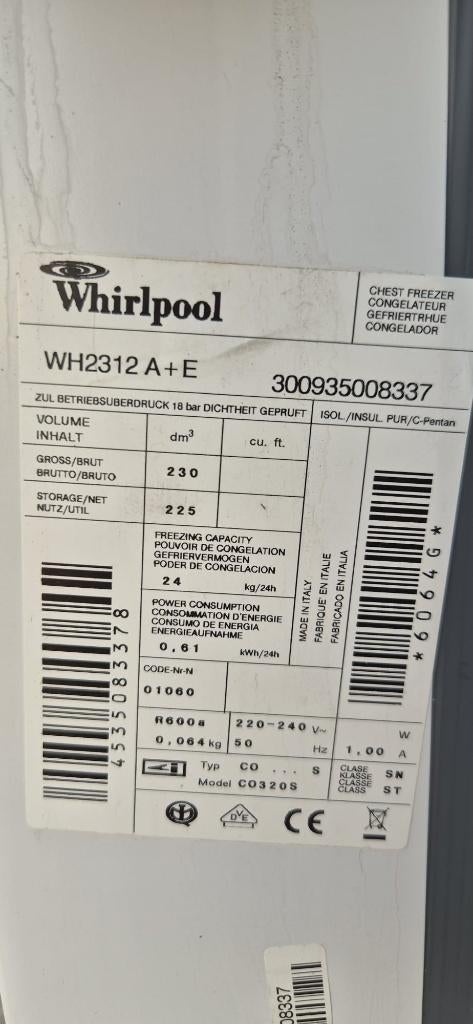 Whirlpool
CHEST FREEZER
CONGELATEUR
GEFRIERTRHUE
CONGELADOR
WH2312 A+E
300935008337
ZUL BETRIEBSUBERDRUCK 18 bar DICHTHEIT GEPRUFT
ISOL./INSUL. PUR/C-Pentan
VOLUME
INHALT
dm³
cu. ft.
GROSS/BRUT
BRUTTO/BRUTO
230
STORAGE/NET
NUTZ/UTIL
225
FREEZING CAPACITY
POUVOIR DE CONGELATION
GEFRIERVERMOGEN
PODER DE CONGELACION
24 kg/24h
POWER CONSUMPTION
CONSOMMATION D'ENERGIE
CONSUMO DE ENERGIA
ENERGIEAUFNAHME
0,61 kWh/24h
MADE IN ITALY
FABRIQUE' EN ITALIE
FABRICADO EN ITALIA
*6064G*
453508083378
CODE-Nr-N
01060
R600a
0,064 kg
220-240 V~
50 Hz
W
1,00 A
Typ CO ... S
Model CO320S
CLASE
KLASSE
CLASSE
CLASS
SN
ST
DVE
CE
08337